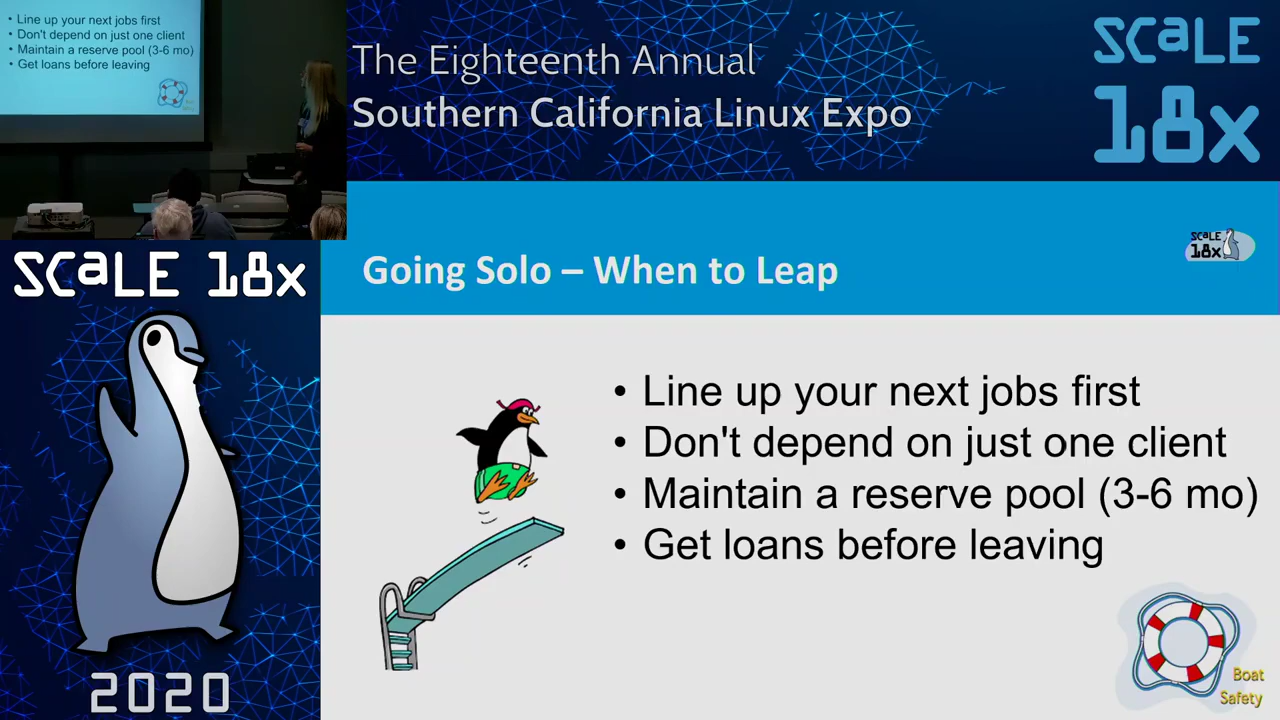 Line up your next jobs first
Don't depend on just one client
Maintain a reserve pool (3-6 mo)
Get loans before leaving
The Eighteenth Annual
Southern California Linux Expo
SCALE
18x
SCALE 18x
2020
SCALE
18x
Going Solo – When to Leap
• Line up your next jobs first
• Don't depend on just one client
• Maintain a reserve pool (3-6 mo)
• Get loans before leaving
Boat
Safety